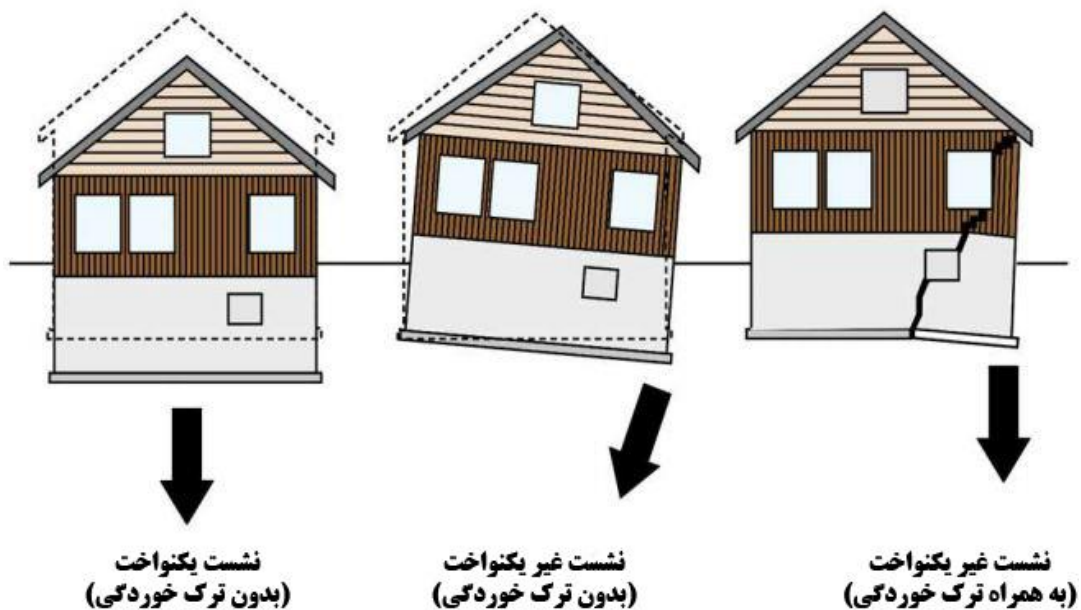 نشست یکنواخت
(بدون ترک خوردگی)
نشست غیر یکنواخت
(بدون ترک خوردگی)
نشست غیر یکنواخت
(به همراه ترک خوردگی)